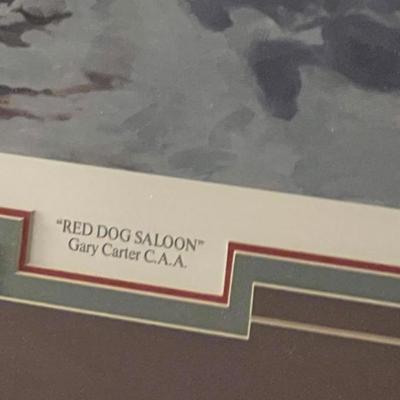 "RED DOG SALOON"
Gary Carter C.A.A.